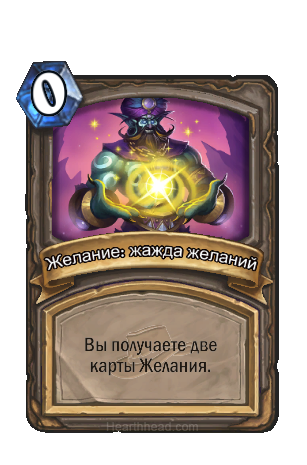 0
Желание: жажда желаний
Вы получаете две
карты Желания.
Hearthhead.com